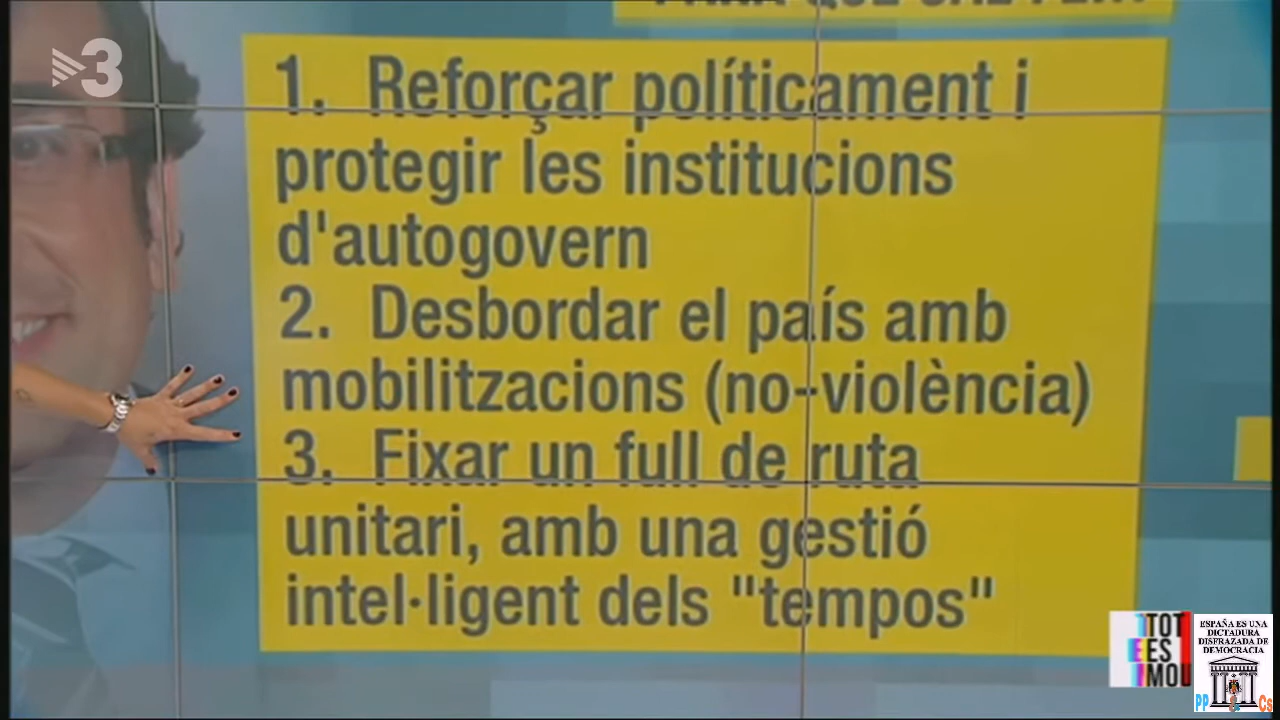 3
1. Reforçar políticament i
protegir les institucions
d'autogovern
2. Desbordar el país amb
mobilitzacions (no-violència)
3. Fixar un full de ruta
unitari, amb una gestió
intel·ligent dels "tempos"
TOT
ES
MOU
ESPAÑA ES UNA
DICTADURA
DISFRAZADA DE
DEMOCRACIA
PP Cs